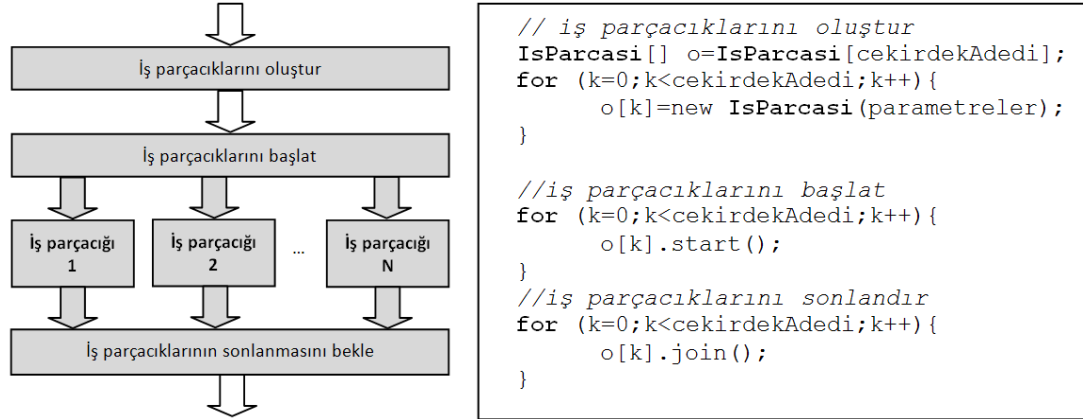 İş parçacıklarını oluştur
İş parçacıklarını başlat
İş parçacığı
1
İş parçacığı
2
...
İş parçacığı
N
İş parçacıklarının sonlanmasını bekle
// iş parçacıklarını oluştur
IsParcasi[] o=IsParcasi[cekirdekAdedi];
for (k=0;k<cekirdekAdedi;k++){
o[k]=new IsParcasi(parametreler);
}
//iş parçacıklarını başlat
for (k=0;k<cekirdekAdedi;k++){
o[k].start();
}
//iş parçacıklarını sonlandır
for (k=0;k<cekirdekAdedi;k++){
o[k].join();
}